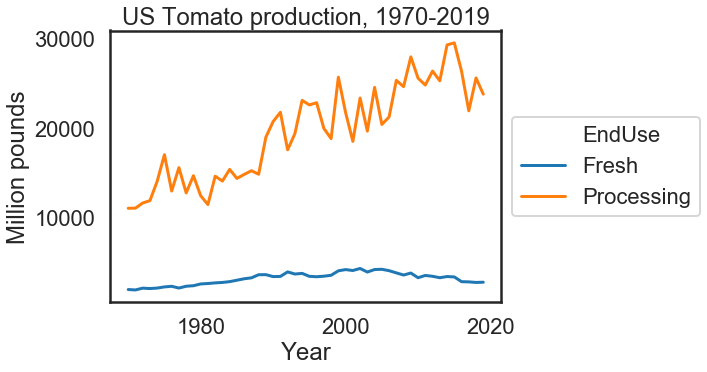 US Tomato production, 1970-2019
30000
20000
10000
Million pounds
1980 2000 2020
Year
EndUse
Fresh
Processing